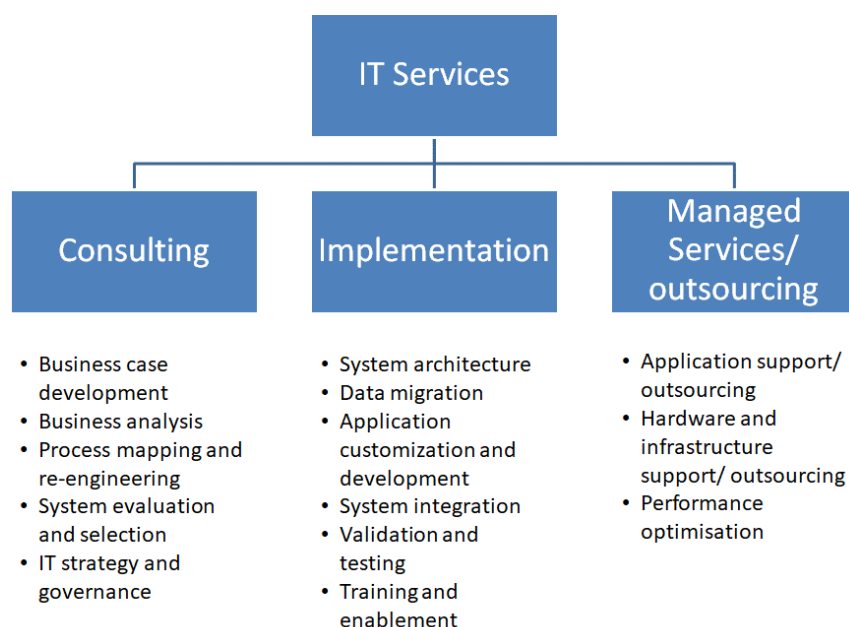 IT Services
Consulting
• Business case
development
• Business analysis
• Process mapping and
re-engineering
• System evaluation
and selection
• IT strategy and
governance
Implementation
• System architecture
• Data migration
• Application
customization and
development
• System integration
• Validation and
testing
• Training and
enablement
Managed
Services/
outsourcing
• Application support/
outsourcing
• Hardware and
infrastructure
support/ outsourcing
• Performance
optimisation